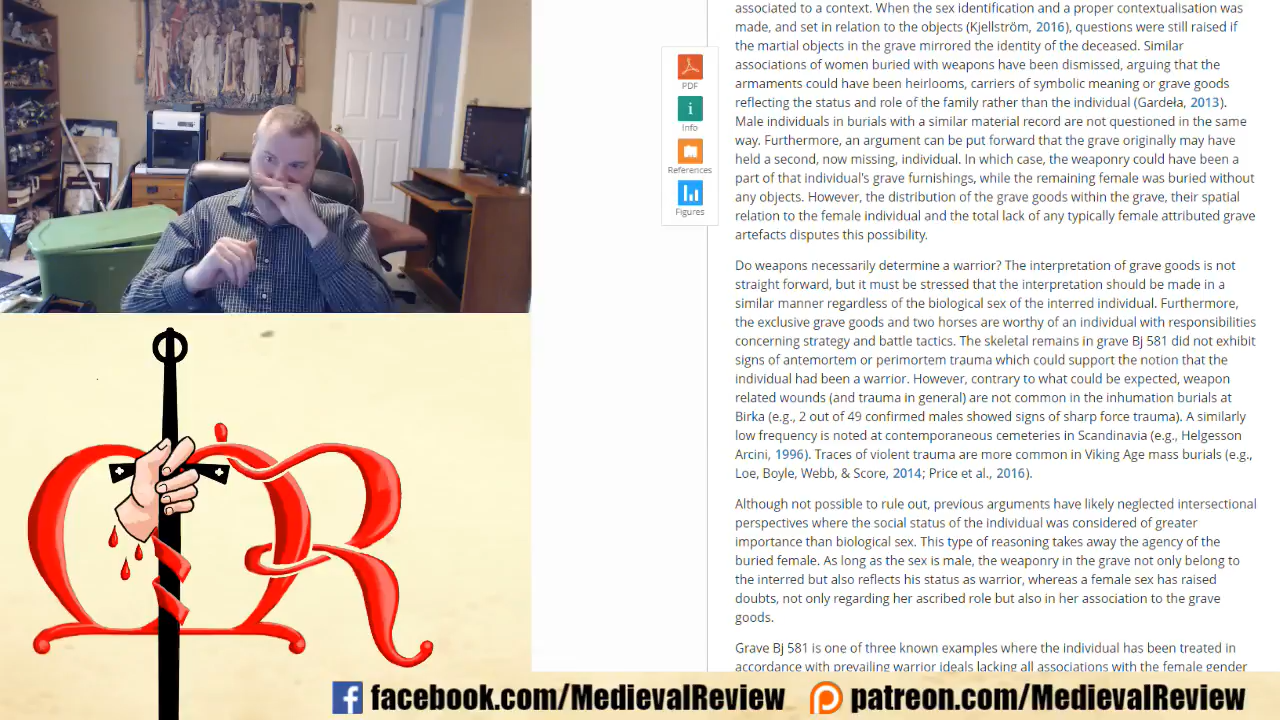 associated to a context. When the sex identification and a proper contextualisation was
made, and set in relation to the objects (Kjellström, 2016), questions were still raised if
the martial objects in the grave mirrored the identity of the deceased. Similar
associations of women buried with weapons have been dismissed, arguing that the
armaments could have been heirlooms, carriers of symbolic meaning or grave goods
reflecting the status and role of the family rather than the individual (Gardeła, 2013).
Male individuals in burials with a similar material record are not questioned in the same
way. Furthermore, an argument can be put forward that the grave originally may have
held a second, now missing, individual. In which case, the weaponry could have been a
part of that individual's grave furnishings, while the remaining female was buried without
any objects. However, the distribution of the grave goods within the grave, their spatial
relation to the female individual and the total lack of any typically female attributed grave
artefacts disputes this possibility.
Do weapons necessarily determine a warrior? The interpretation of grave goods is not
straight forward, but it must be stressed that the interpretation should be made in a
similar manner regardless of the biological sex of the interred individual. Furthermore,
the exclusive grave goods and two horses are worthy of an individual with responsibilities
concerning strategy and battle tactics. The skeletal remains in grave Bj 581 did not exhibit
signs of antemortem or perimortem trauma which could support the notion that the
individual had been a warrior. However, contrary to what could be expected, weapon
related wounds (and trauma in general) are not common in the inhumation burials at
Birka (e.g., 2 out of 49 confirmed males showed signs of sharp force trauma). A similarly
low frequency is noted at contemporaneous cemeteries in Scandinavia (e.g., Helgesson
Arcini, 1996). Traces of violent trauma are more common in Viking Age mass burials (e.g.,
Loe, Boyle, Webb, & Score, 2014; Price et al., 2016).
Although not possible to rule out, previous arguments have likely neglected intersectional
perspectives where the social status of the individual was considered of greater
importance than biological sex. This type of reasoning takes away the agency of the
buried female. As long as the sex is male, the weaponry in the grave not only belong to
the interred but also reflects his status as warrior, whereas a female sex has raised
doubts, not only regarding her ascribed role but also in her association to the grave
goods.
Grave Bj 581 is one of three known examples where the individual has been treated in
accordance with prevailing warrior ideals lacking all associations with the female gender
PDF
i
Info
References
Figures
MR
f facebook.com/MedievalReview patreon.com/MedievalReview